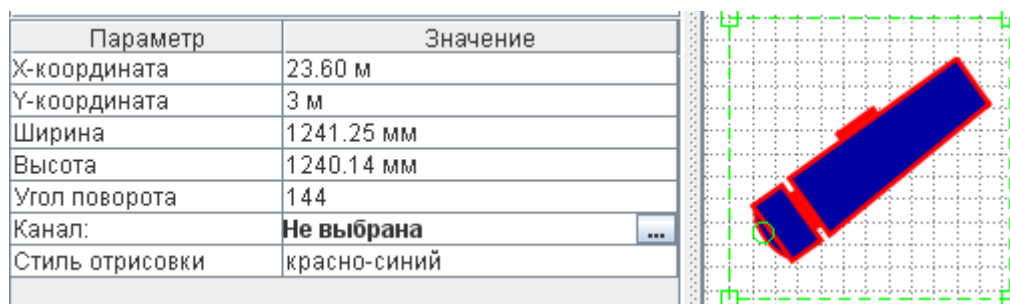 Параметр Значение
X-координата 23.60 м
Y-координата 3 м
Ширина 1241.25 мм
Высота 1240.14 мм
Угол поворота 144
Канал: Не выбрана ...
Стиль отрисовки красно-синий